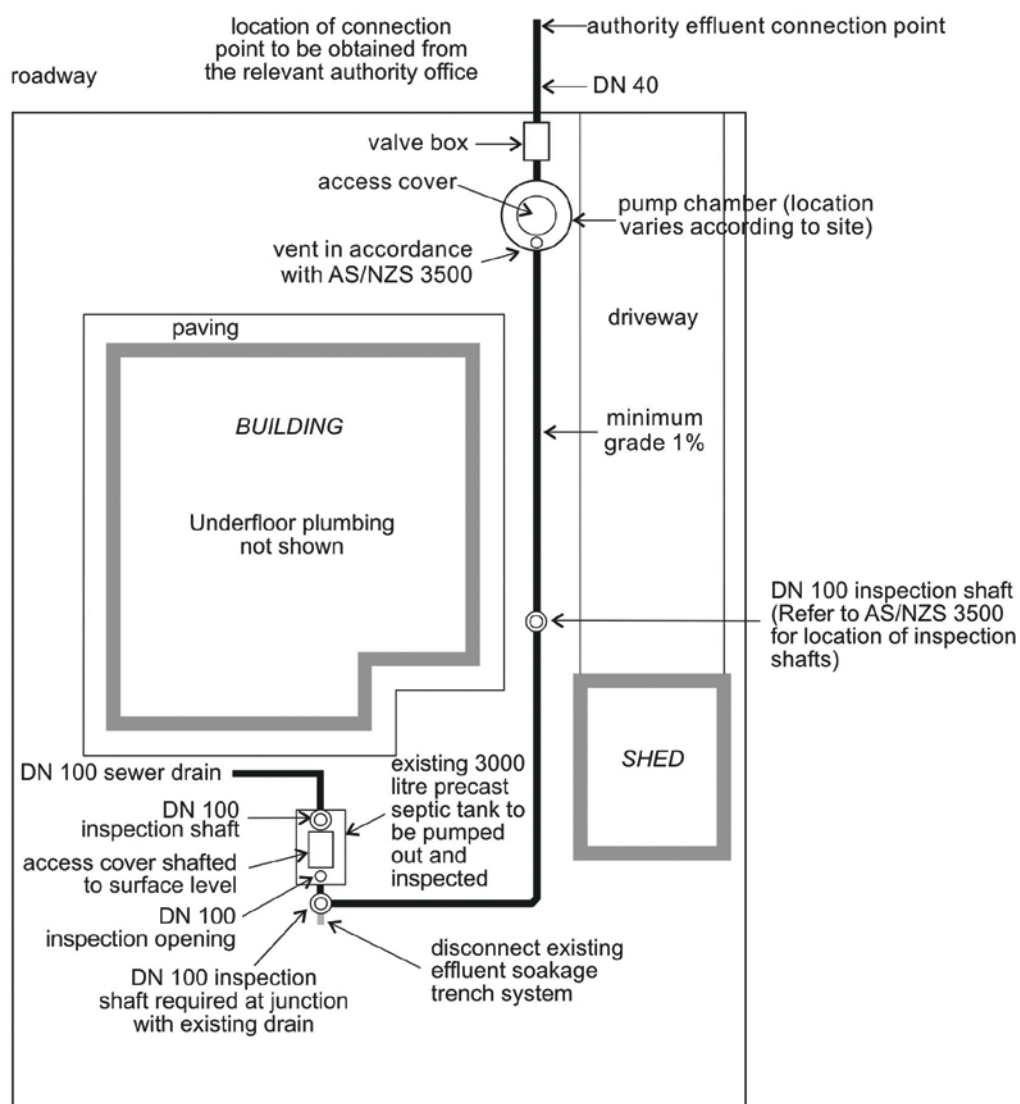 location of connection
point to be obtained from
the relevant authority office
authority effluent connection point
roadway
DN 40
valve box
access cover
pump chamber (location
varies according to site)
vent in accordance
with AS/NZS 3500
driveway
paving
BUILDING
minimum
grade 1%
Underfloor plumbing
not shown
DN 100 inspection shaft
(Refer to AS/NZS 3500
for location of inspection
shafts)
SHED
DN 100 sewer drain
existing 3000
litre precast
septic tank to
be pumped
out and
inspected
DN 100
inspection shaft
access cover shafted
to surface level
DN 100
inspection opening
disconnect existing
effluent soakage
trench system
DN 100 inspection
shaft required at junction
with existing drain